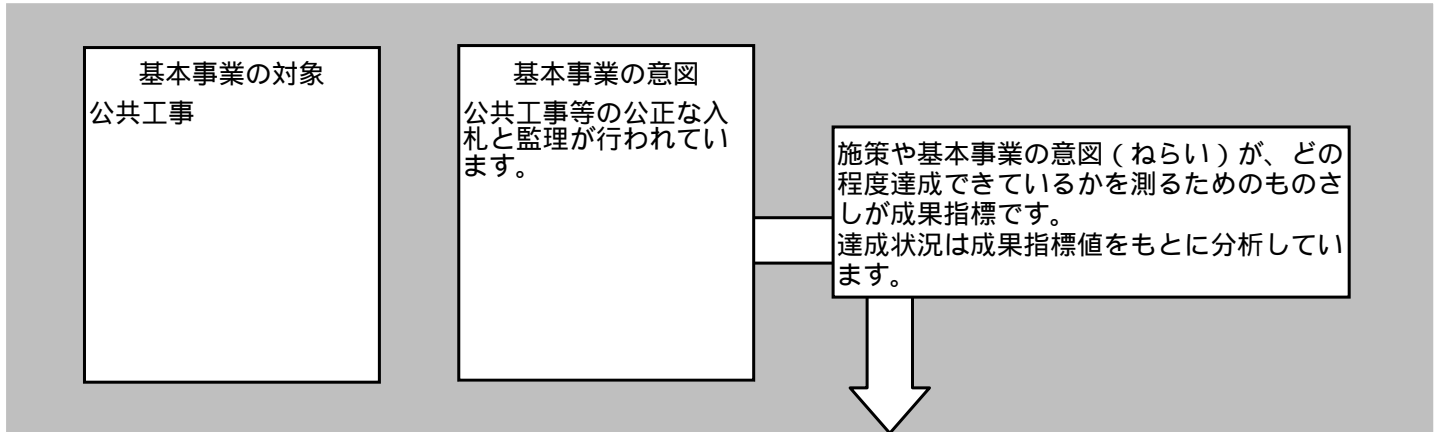 基本事業の対象
公共工事
基本事業の意図
公共工事等の公正な入
札と監理が行われてい
ます。
施策や基本事業の意図（ねらい）が、どの
程度達成できているかを測るためのものさ
しが成果指標です。
達成状況は成果指標値をもとに分析してい
ます。